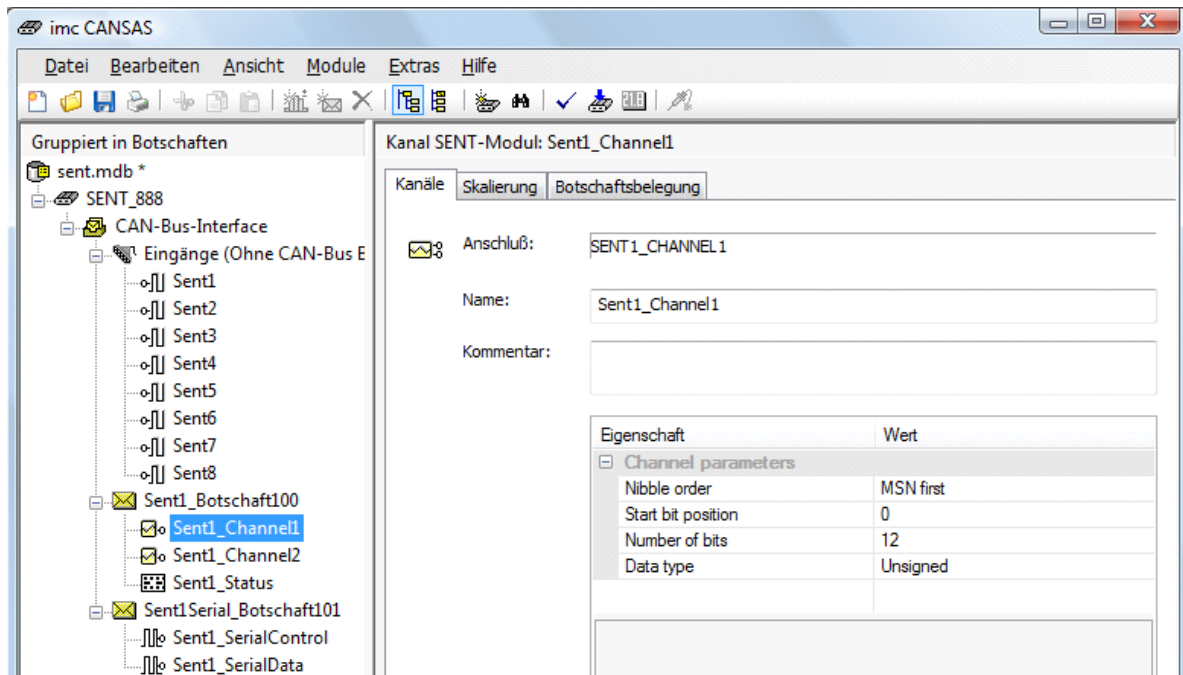 imc CANSAS
Datei Bearbeiten Ansicht Module Extras Hilfe
Gruppiert in Botschaften
sent.mdb *
SENT_888
CAN-Bus-Interface
Eingänge (Ohne CAN-Bus E
Sent1
Sent2
Sent3
Sent4
Sent5
Sent6
Sent7
Sent8
Sent1_Botschaft100
Sent1_Channel1
Sent1_Channel2
Sent1_Status
Sent1Serial_Botschaft101
Sent1_SerialControl
Sent1_SerialData
Kanal SENT-Modul: Sent1_Channel1
Kanäle Skalierung Botschaftsbelegung
Anschluß: SENT1_CHANNEL1
Name: Sent1_Channel1
Kommentar:
Eigenschaft Wert
Channel parameters
Nibble order MSN first
Start bit position 0
Number of bits 12
Data type Unsigned